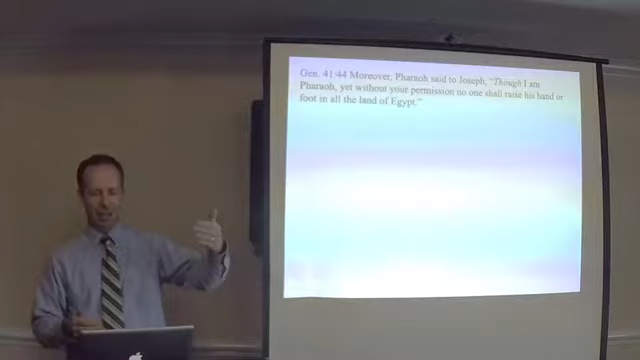 Gen. 41:44 Moreover, Pharaoh said to Joseph, “Though I am
Pharaoh, yet without your permission no one shall raise his hand or
foot in all the land of Egypt.”